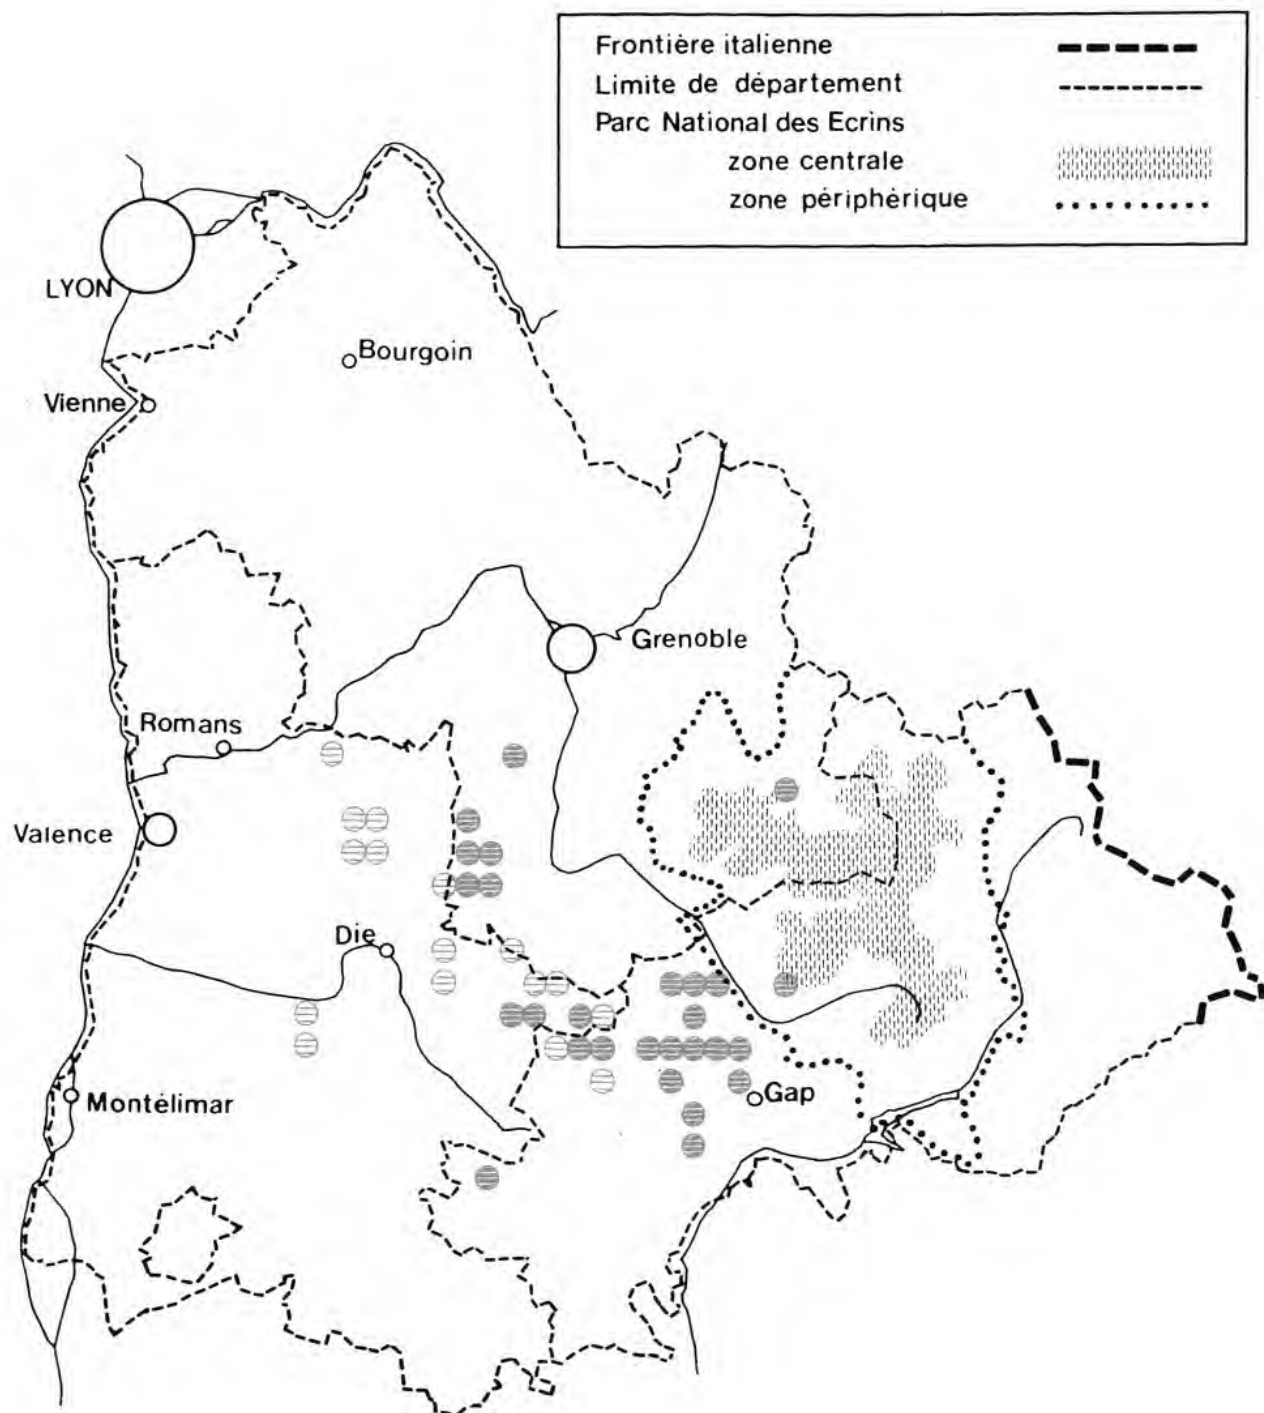 Frontière italienne
Limite de département
Parc National des Ecrins
zone centrale
zone périphérique
LYON
Bourgoin
Vienne
Grenoble
Romans
Valence
Die
Montélimar
Gap